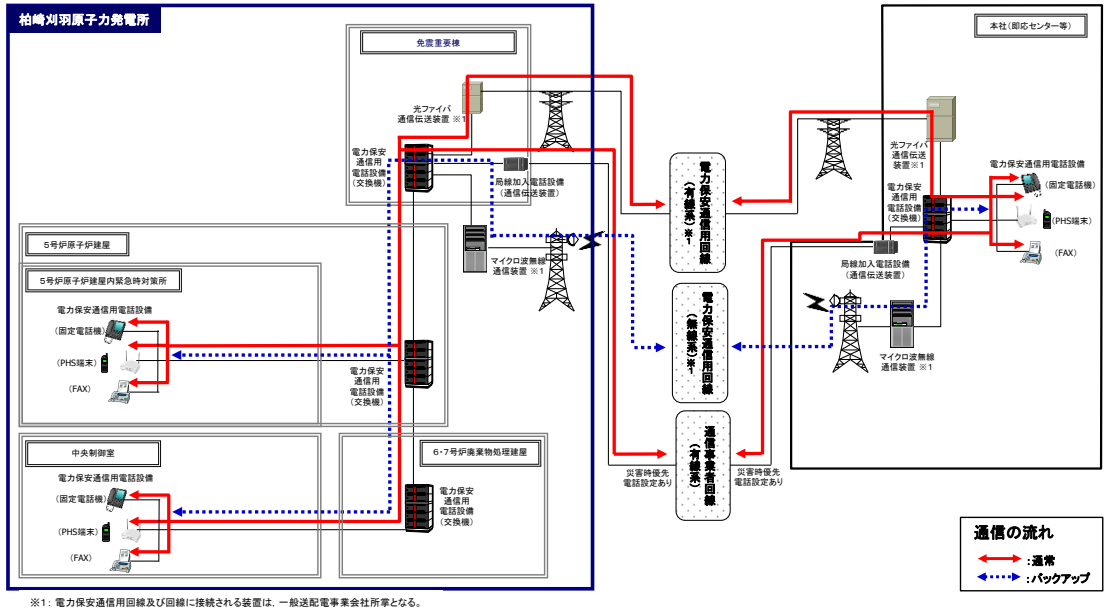 柏崎刈羽原子力発電所
免震重要棟
光ファイバ
通信伝送装置 ※1
電力保安
通信用
電話設備
(交換機)
局線加入電話設備
(通信伝送装置)
マイクロ波無線
通信装置 ※1
5号炉原子炉建屋
5号炉原子炉建屋内緊急時対策所
電力保安通信用電話設備
(固定電話機)
(PHS端末)
(FAX)
電力保安
通信用
電話設備
(交換機)
中央制御室
電力保安通信用電話設備
(固定電話機)
(PHS端末)
(FAX)
6・7号炉廃棄物処理建屋
電力保安
通信用
電話設備
(交換機)
電力保安通信用回線
(有線系)※1
電力保安通信用回線
(無線系)※1
通信事業者回線
(有線系)
災害時優先
電話設定あり
災害時優先
電話設定あり
本社(即応センター等)
光ファイバ
通信伝送
装置※1
電力保安
通信用
電話設備
(交換機)
電力保安通信用電話設備
(固定電話機)
(PHS端末)
(FAX)
局線加入電話設備
(通信伝送装置)
マイクロ波無線
通信装置 ※1
通信の流れ
:通常
:バックアップ
※1: 電力保安通信用回線及び回線に接続される装置は、一般送配電事業会社所掌となる。